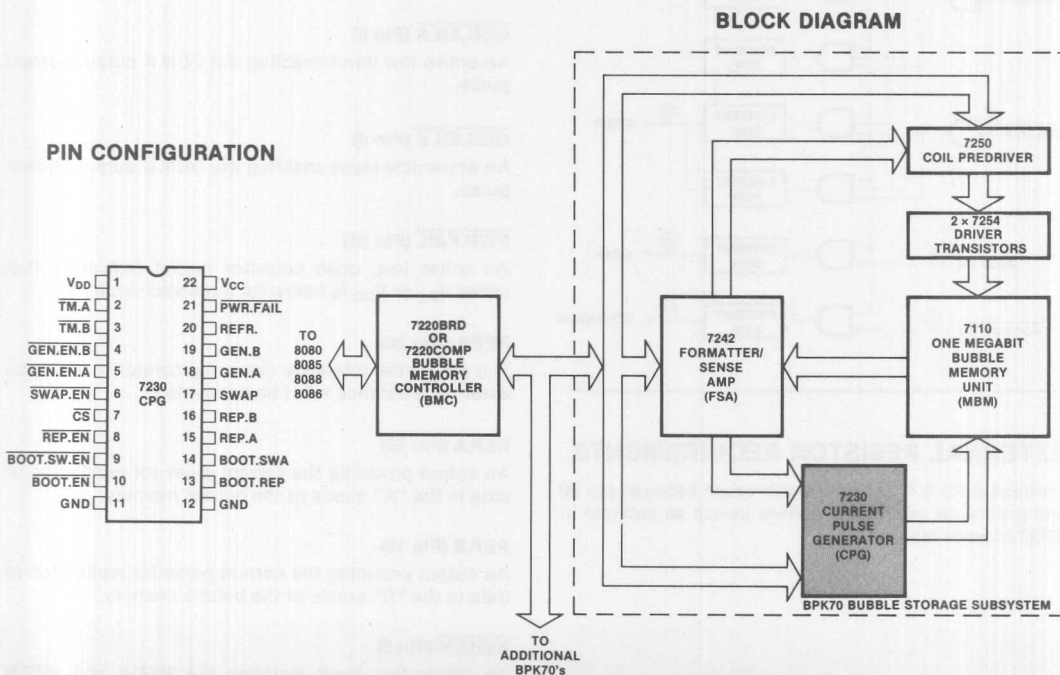 BLOCK DIAGRAM
PIN CONFIGURATION
VDD 1
TM.A 2
TM.B 3
GEN.EN.B 4
GEN.EN.A 5
SWAP.EN 6
CS 7
REP.EN 8
BOOT.SW.EN 9
BOOT.EN 10
GND 11
7230
CPG
22 VCC
21 PWR.FAIL
20 REFR.
19 GEN.B
18 GEN.A
17 SWAP
16 REP.B
15 REP.A
14 BOOT.SWAP
13 BOOT.REP
12 GND
TO
8080
8085
8088
8086
7220BRD
OR
7220COMP
BUBBLE
MEMORY
CONTROLLER
(BMC)
7242
FORMATTER/
SENSE
AMP
(FSA)
7250
COIL PREDRIVER
2 × 7254
DRIVER
TRANSISTORS
7110
ONE MEGABIT
BUBBLE
MEMORY
UNIT
(MBM)
7230
CURRENT
PULSE
GENERATOR
(CPG)
BPK70 BUBBLE STORAGE SUBSYSTEM
TO
ADDITIONAL
BPK70's